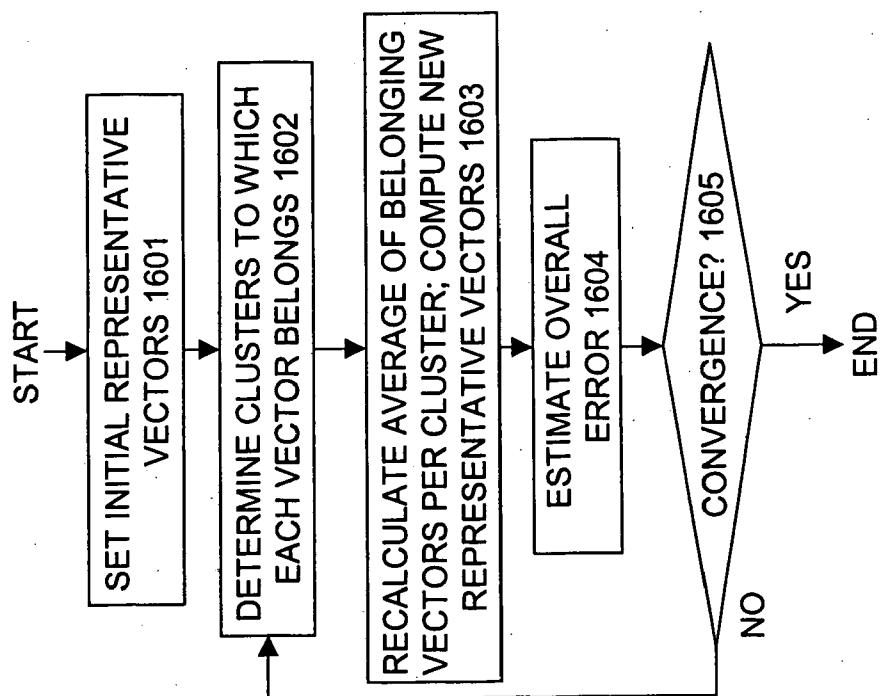 START
SET INITIAL REPRESENTATIVE
VECTORS 1601
DETERMINE CLUSTERS TO WHICH
EACH VECTOR BELONGS 1602
RECALCULATE AVERAGE OF BELONGING
VECTORS PER CLUSTER; COMPUTE NEW
REPRESENTATIVE VECTORS 1603
ESTIMATE OVERALL
ERROR 1604
CONVERGENCE? 1605
NO
YES
END